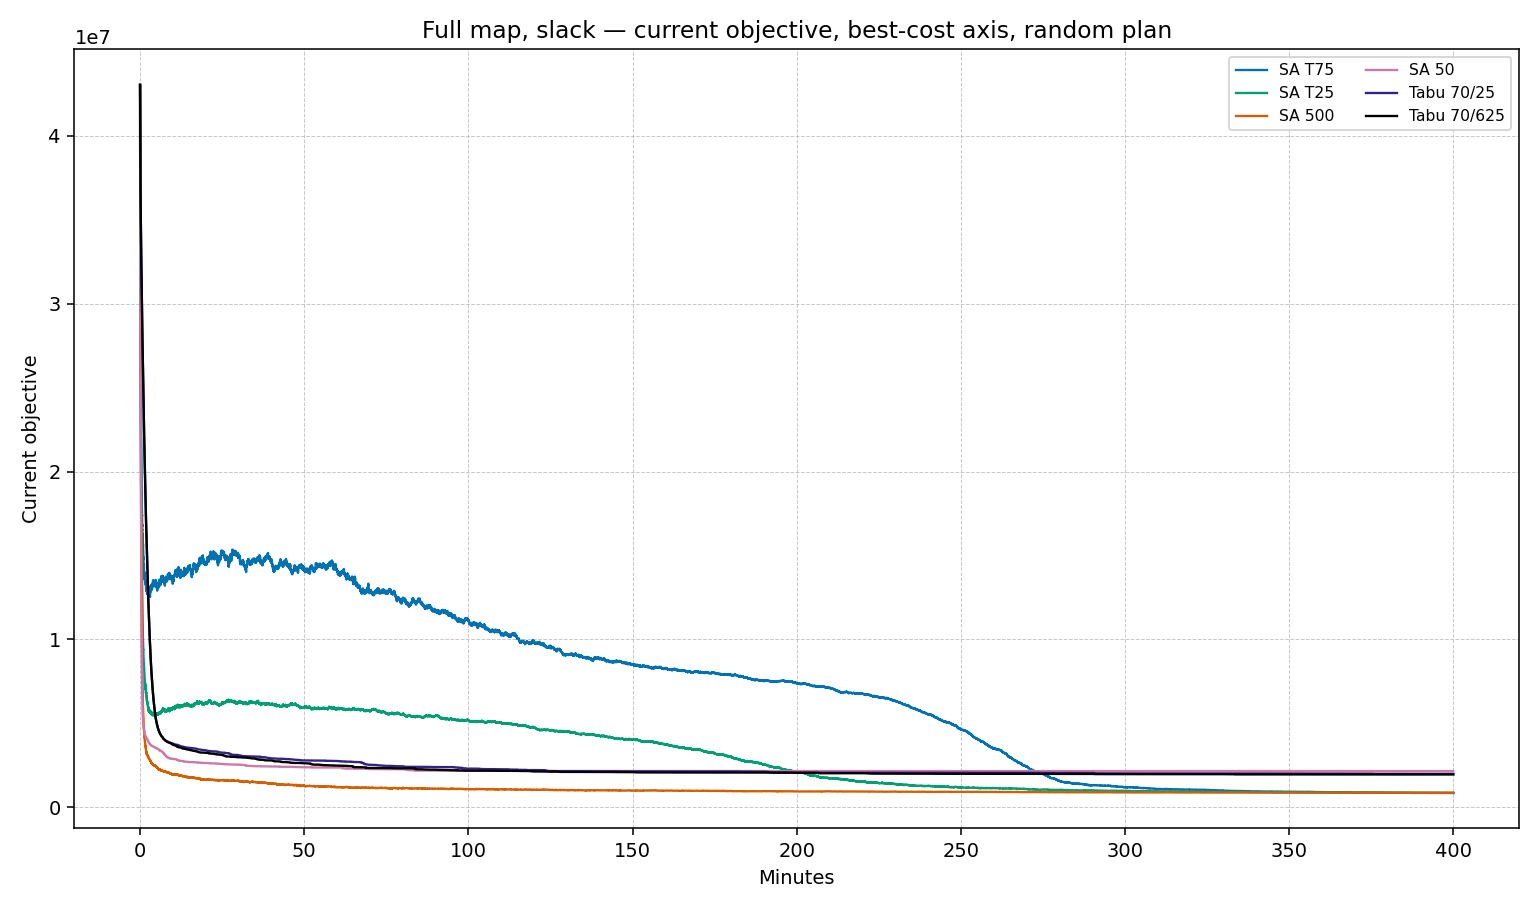 Full map, slack — current objective, best-cost axis, random plan
1e7
SA T75
SA T25
SA 500
SA 50
Tabu 70/25
Tabu 70/625
4
3
2
1
0
Current objective
0 50 100 150 200 250 300 350 400
Minutes